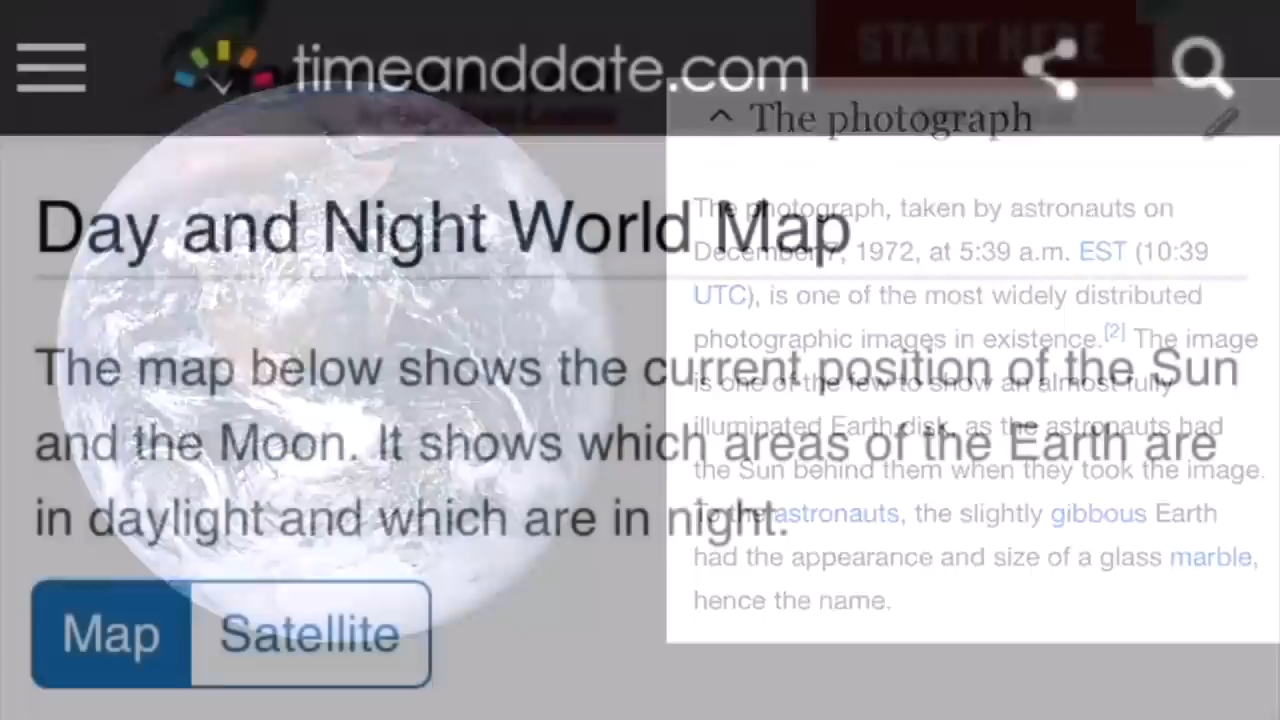 START HERE
timeanddate.com
The photograph
Day and Night World Map
The photograph, taken by astronauts on
December 7, 1972, at 5:39 a.m. EST (10:39
UTC), is one of the most widely distributed
photographic images in existence.[2] The image
is one of the few to show an almost fully
illuminated Earth disk, as the astronauts had
the Sun behind them when they took the image.
To the astronauts, the slightly gibbous Earth
had the appearance and size of a glass marble,
hence the name.
The map below shows the current position of the Sun
and the Moon. It shows which areas of the Earth are
in daylight and which are in night.
Map
Satellite